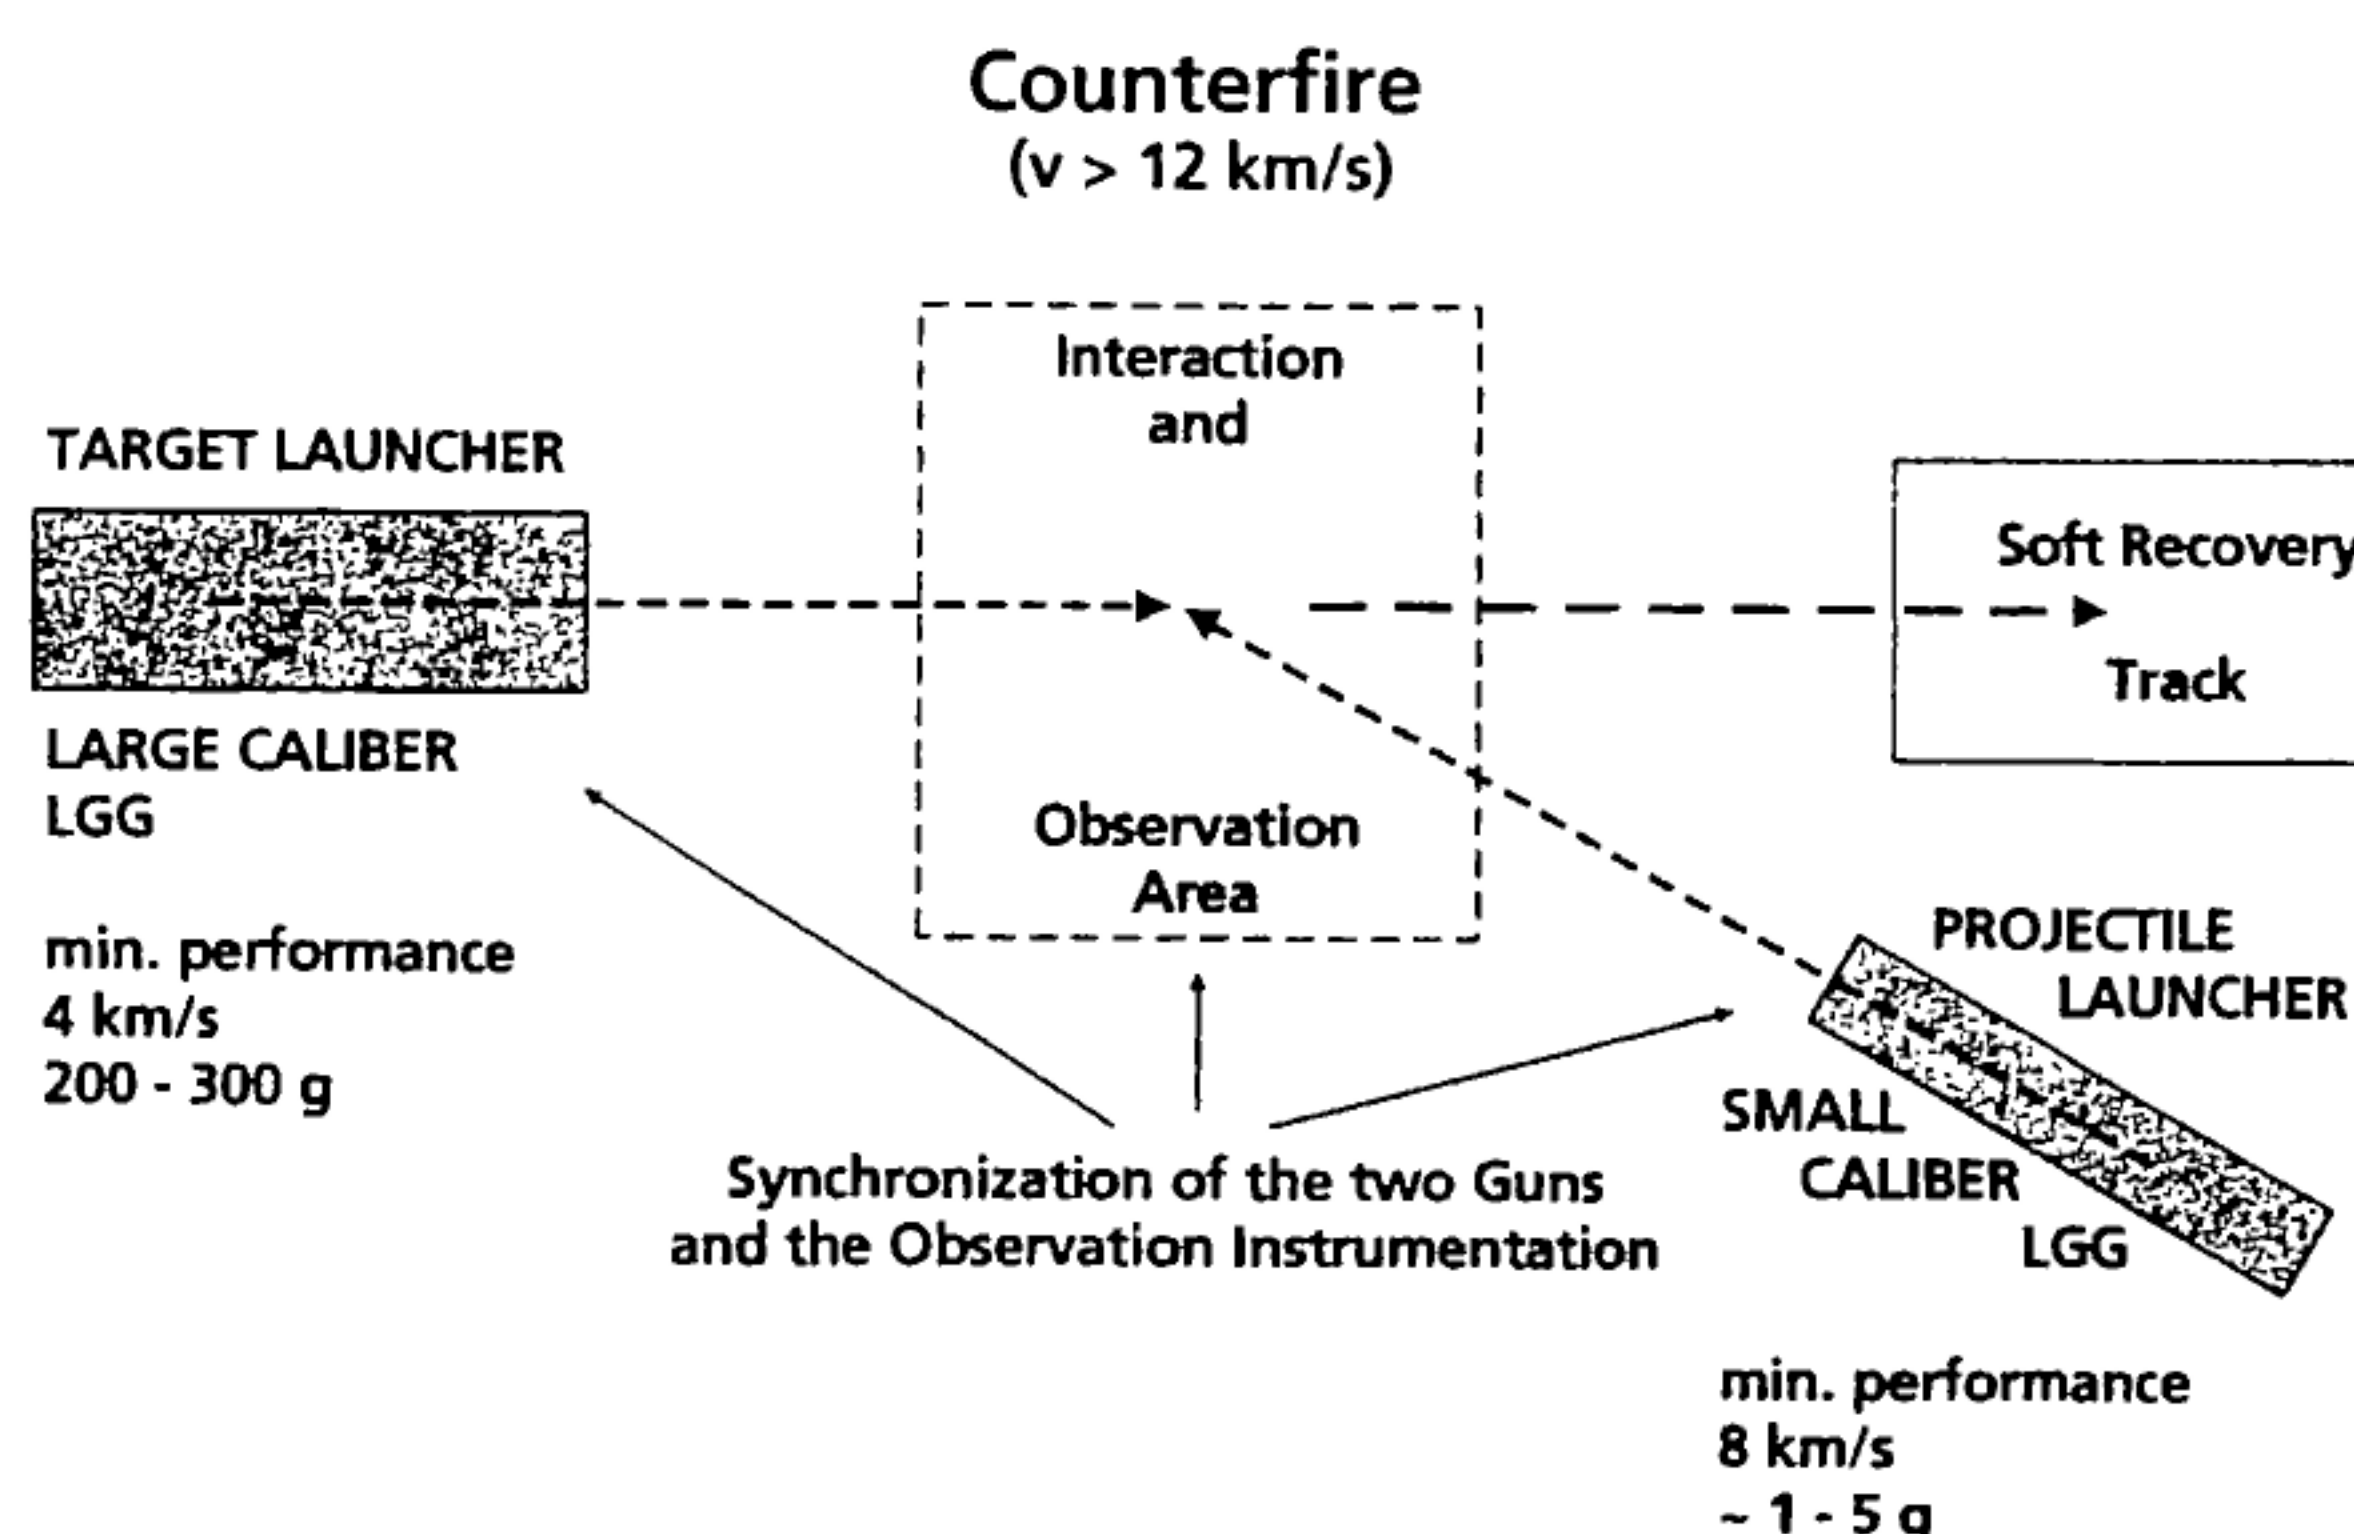 Counterfire
(v > 12 km/s)
Interaction
and
Observation
Area
TARGET LAUNCHER
LARGE CALIBER
LGG
min. performance
4 km/s
200 - 300 g
Soft Recovery
Track
PROJECTILE
LAUNCHER
SMALL
CALIBER
LGG
min. performance
8 km/s
~ 1 - 5 g
Synchronization of the two Guns
and the Observation Instrumentation